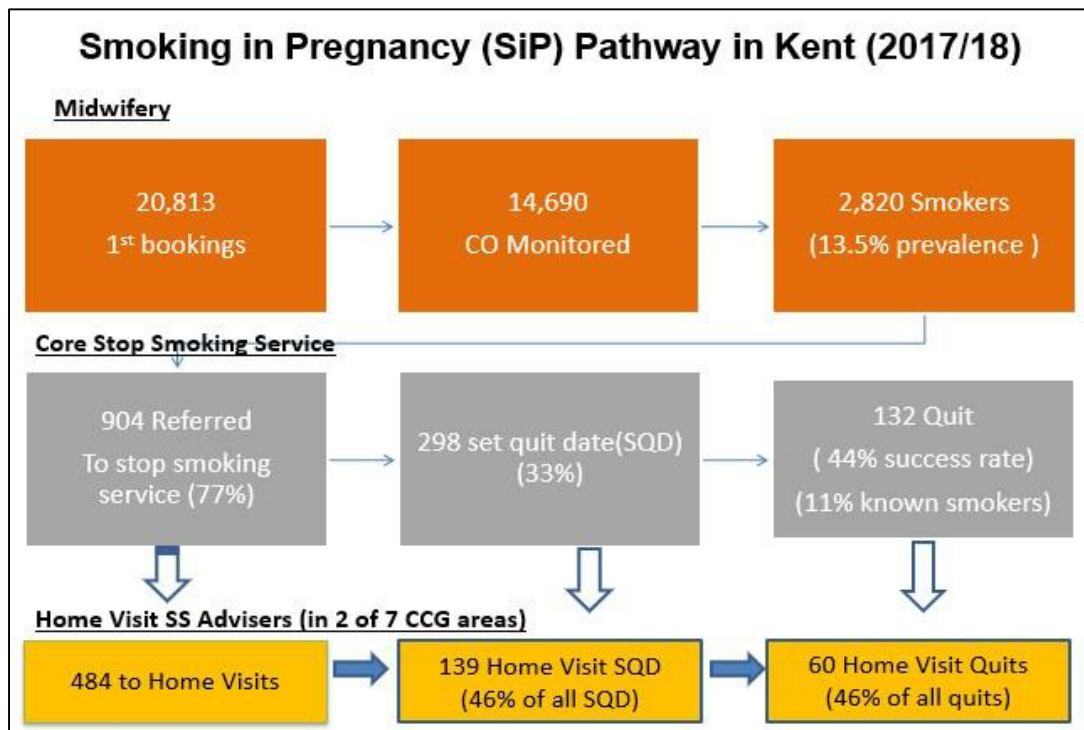 Smoking in Pregnancy (SiP) Pathway in Kent (2017/18)
Midwifery
20,813
1st bookings
14,690
CO Monitored
2,820 Smokers
(13.5% prevalence )
Core Stop Smoking Service
904 Referred
To stop smoking
service (77%)
298 set quit date(SQD)
(33%)
132 Quit
( 44% success rate)
(11% known smokers)
Home Visit SS Advisers (in 2 of 7 CCG areas)
484 to Home Visits
139 Home Visit SQD
(46% of all SQD)
60 Home Visit Quits
(46% of all quits)